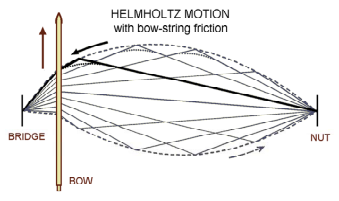 HELMHOLTZ MOTION
with bow-string friction
BRIDGE
NUT
BOW